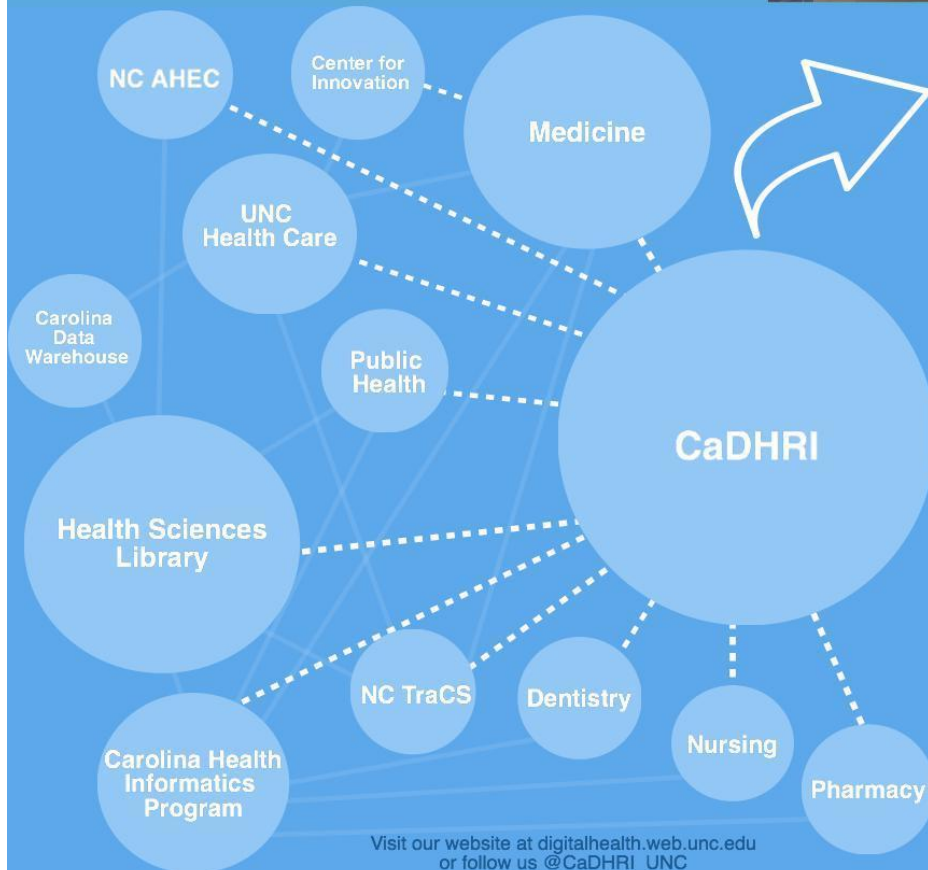 NC AHEC
Center for
Innovation
Medicine
UNC
Health Care
Carolina
Data
Warehouse
Public
Health
CaDHRI
Health Sciences
Library
NC TraCS
Dentistry
Nursing
Carolina Health
Informatics
Program
Pharmacy
Visit our website at digitalhealth.web.unc.edu
or follow us @CaDHRI_UNC